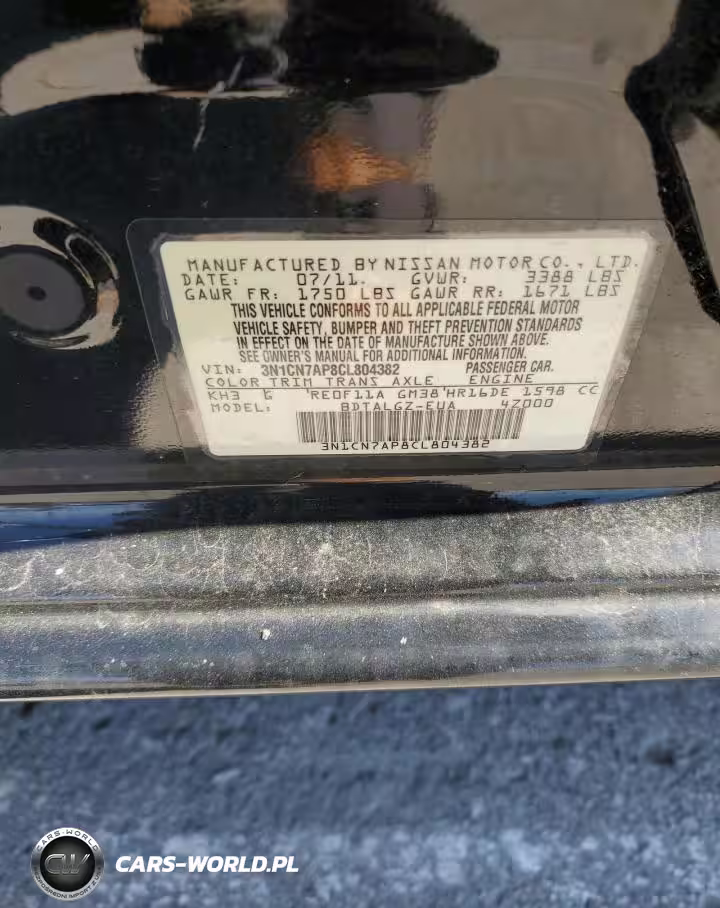 MANUFACTURED BY NISSAN MOTOR CO., LTD.
DATE: 07/11. GVWR: 3388 LBS
GAWR FR: 1750 LBS GAWR RR: 1671 LBS
THIS VEHICLE CONFORMS TO ALL APPLICABLE FEDERAL MOTOR
VEHICLE SAFETY, BUMPER AND THEFT PREVENTION STANDARDS
IN EFFECT ON THE DATE OF MANUFACTURE SHOWN ABOVE.
SEE OWNER'S MANUAL FOR ADDITIONAL INFORMATION.
VIN: 3N1CN7AP8CL804382 PASSENGER CAR.
COLOR TRIM TRANS AXLE ENGINE
KH3 G 'RE0F11A GM38'HR16DE 1598 CC
MODEL: BDTALGZ-EUA 4Z000
3N1CN7AP8CL804382
CARS-WORLD
CW
CARS-WORLD.PL